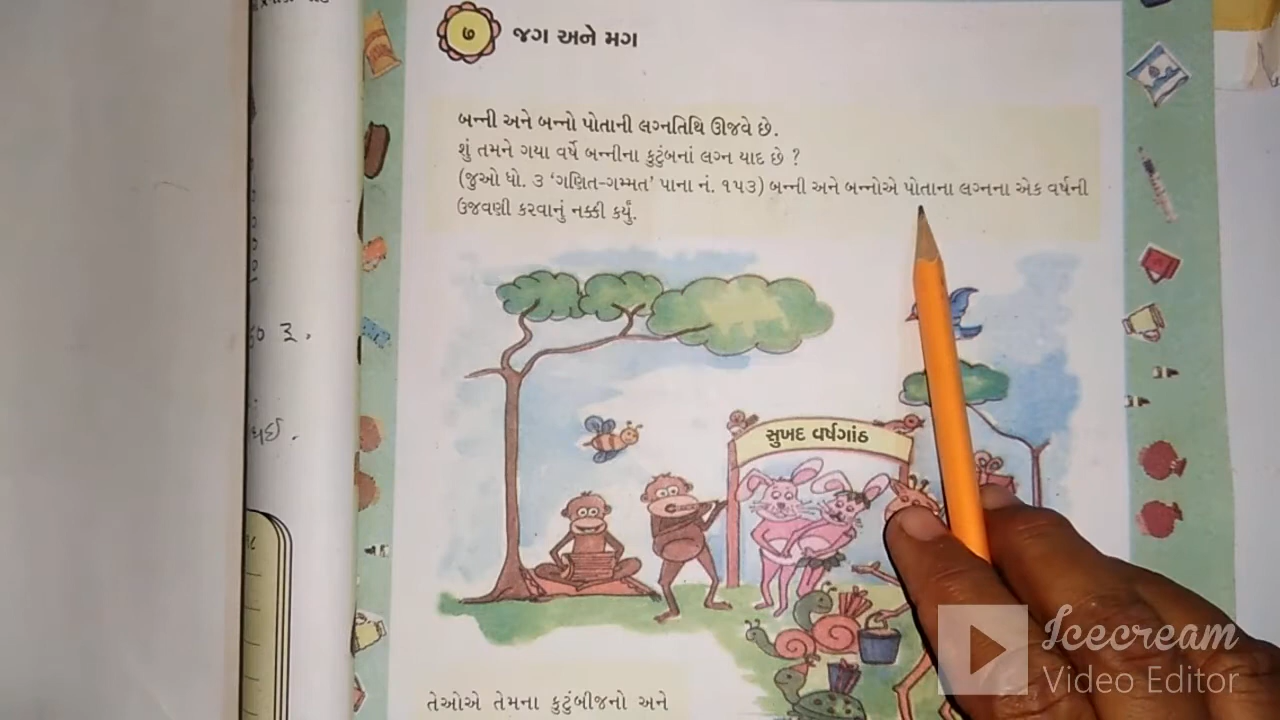 ૭ જગ અને મગ
બન્ની અને બન્નો પોતાની લગ્નતિથિ ઊજવે છે.
શું તમને ગયા વર્ષે બન્નીના કુટુંબનાં લગ્ન યાદ છે ?
(જુઓ ધો. ૩ ‘ગણિત-ગમ્મત’ પાના નં. ૧૫૩) બન્ની અને બન્નોએ પોતાના લગ્નના એક વર્ષની
ઉજવણી કરવાનું નક્કી કર્યું.
સુખદ વર્ષગાંઠ
તેઓએ તેમના કુટુંબીજનો અને
Icecream
Video Editor